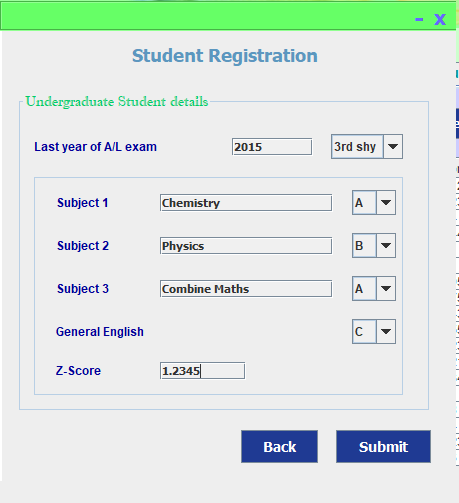 - x
Student Registration
Undergraduate Student details
Last year of A/L exam 2015 3rd shy
Subject 1 Chemistry A
Subject 2 Physics B
Subject 3 Combine Maths A
General English C
Z-Score 1.2345
Back Submit